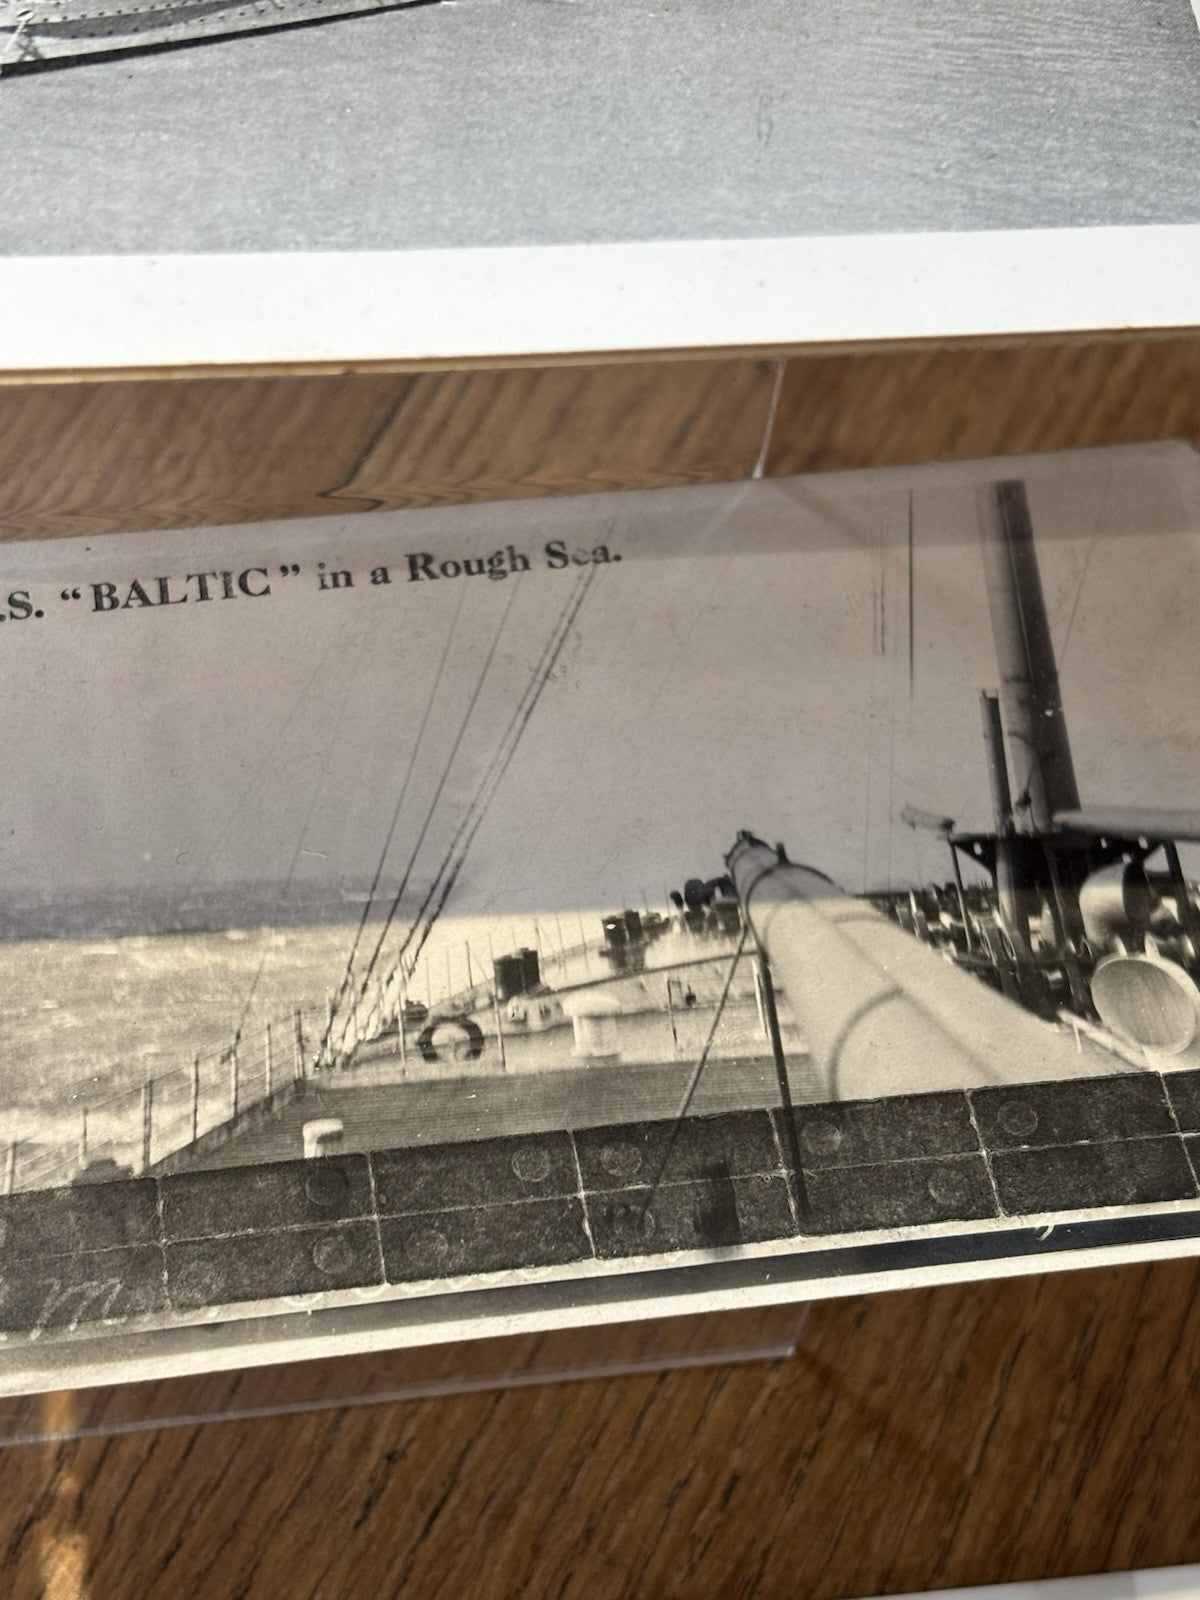 .S. “BALTIC” in a Rough Sea.